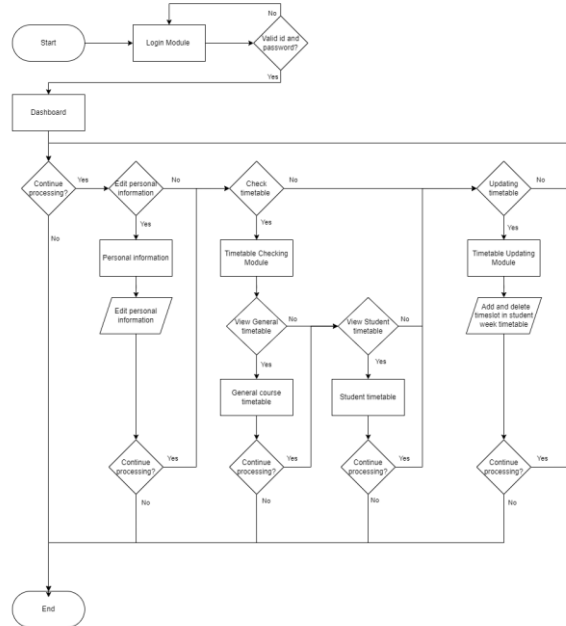 No
Start
Login Module
Valid id and
password?
Yes
Dashboard
Continue
processing?
Yes
No
Edit personal
information
No
Yes
Personal information
Edit personal
information
Continue
processing?
Yes
No
Check
timetable
No
Yes
Timetable Checking
Module
View General
timetable
No
Yes
General course
timetable
Continue
processing?
Yes
No
View Student
timetable
No
Yes
Student timetable
Continue
processing?
Yes
No
Updating
timetable
No
Yes
Timetable Updating
Module
Add and delete
timeslot in student
week timetable
Continue
processing?
Yes
No
End